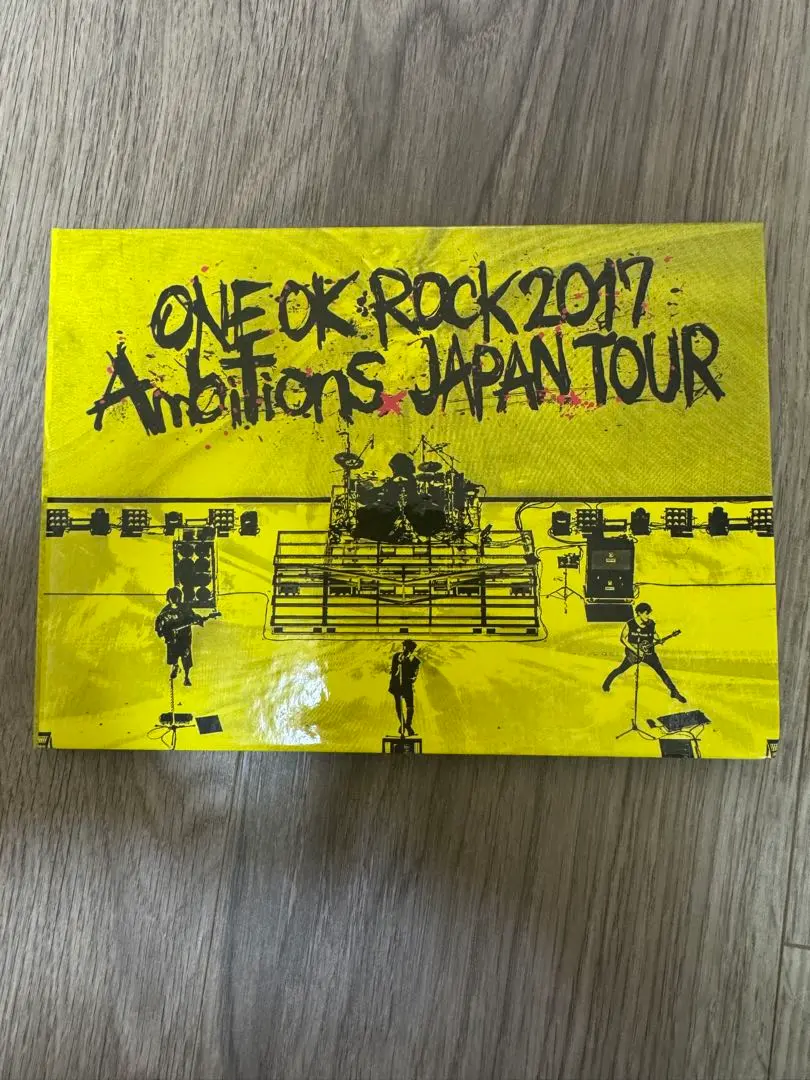 ONE OK ROCK 2017
Ambitions JAPAN TOUR